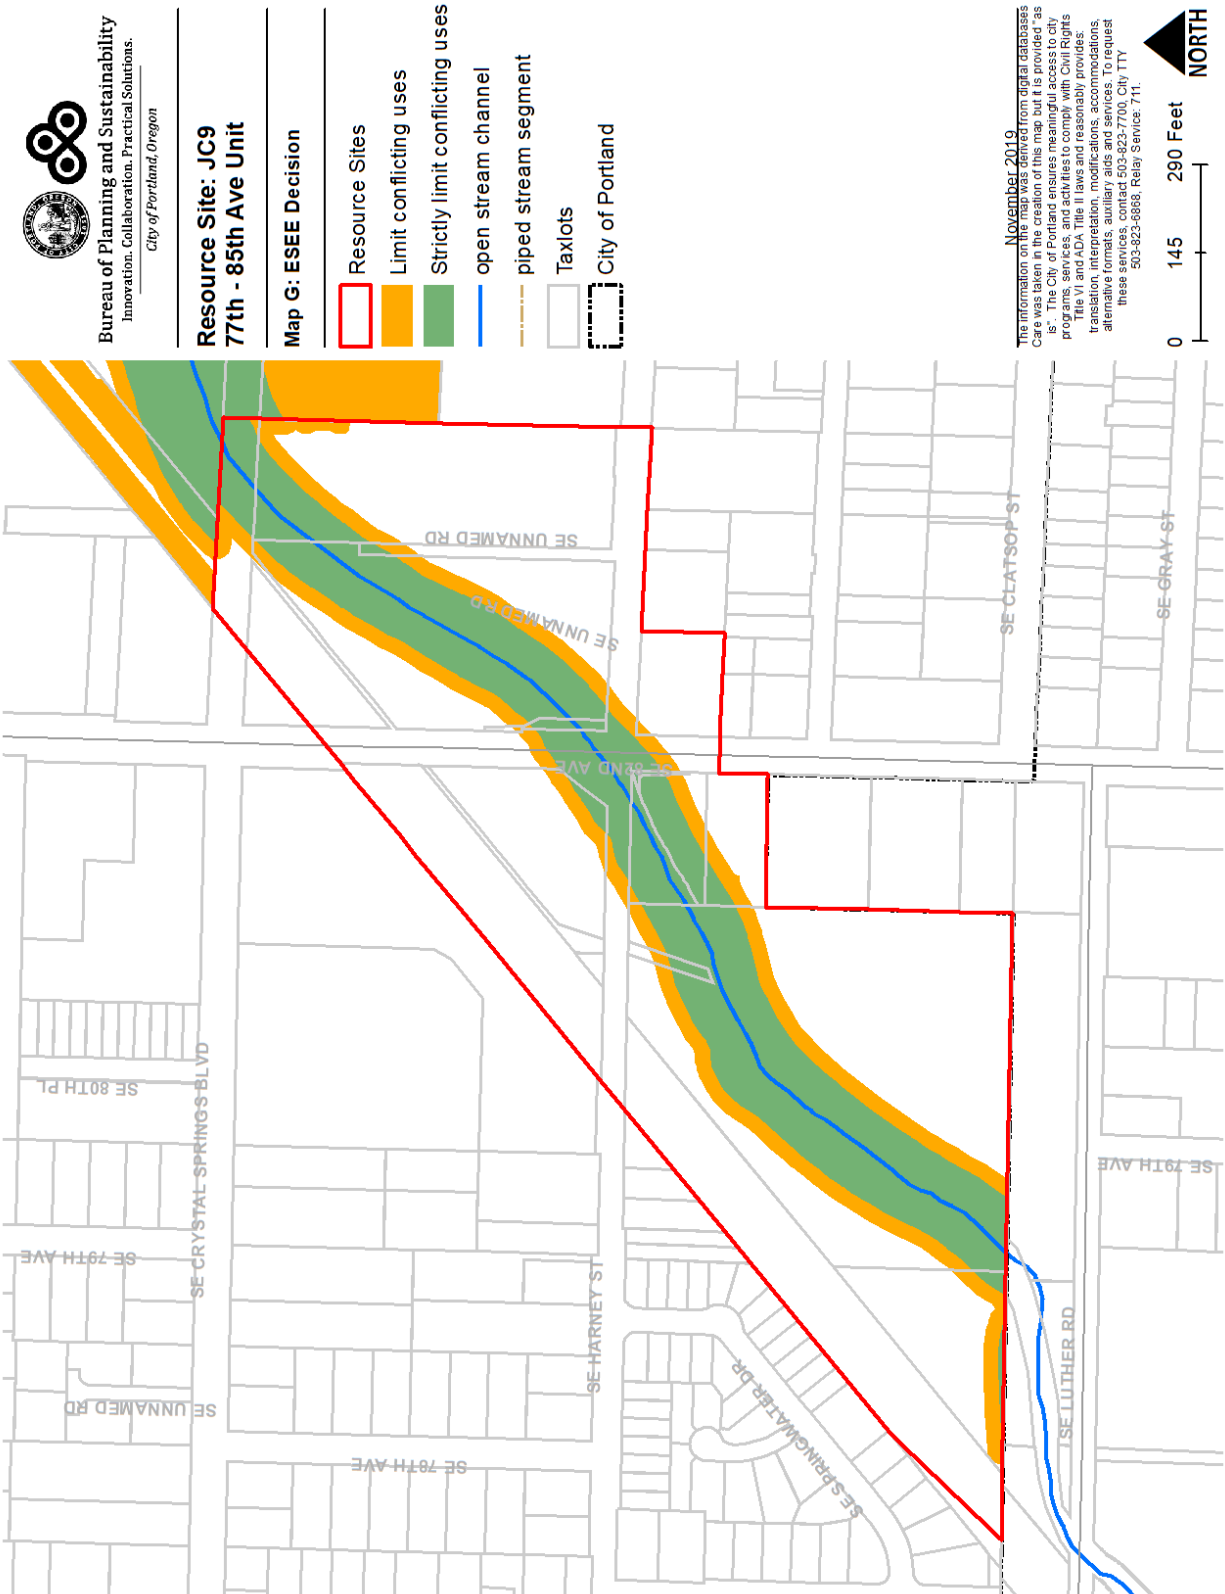 Bureau of Planning and Sustainability
Innovation. Collaboration. Practical Solutions.
City of Portland, Oregon
Resource Site: JC9
77th - 85th Ave Unit
Map G: ESEE Decision
Resource Sites
Limit conflicting uses
Strictly limit conflicting uses
open stream channel
piped stream segment
Taxlots
City of Portland
November 2019
The information on the map was derived from digital databases
Care was taken in the creation of this map but it is provided "as
is". The City of Portland ensures meaningful access to city
programs, services, and activities to comply with Civil Rights
Title VI and ADA Title II laws and reasonably provides:
translation, interpretation, modifications, accommodations,
alternative formats, auxiliary aids and services. To request
these services, contact 503-823-7700, City TTY
503-823-6868, Relay Service: 711.
0 145 290 Feet
NORTH
SE 80TH PL
SE CRYSTAL SPRINGS BLVD
SE 79TH AVE
SE UNNAMED RD
SE 78TH AVE
SE HARNEY ST
SE SPRINGWATER DR
SE UNNAMED RD
SE UNNAMED RD
SE 82ND AVE
SE CLATSOP ST
SE GRAY ST
SE 79TH AVE
SE LUTHER RD